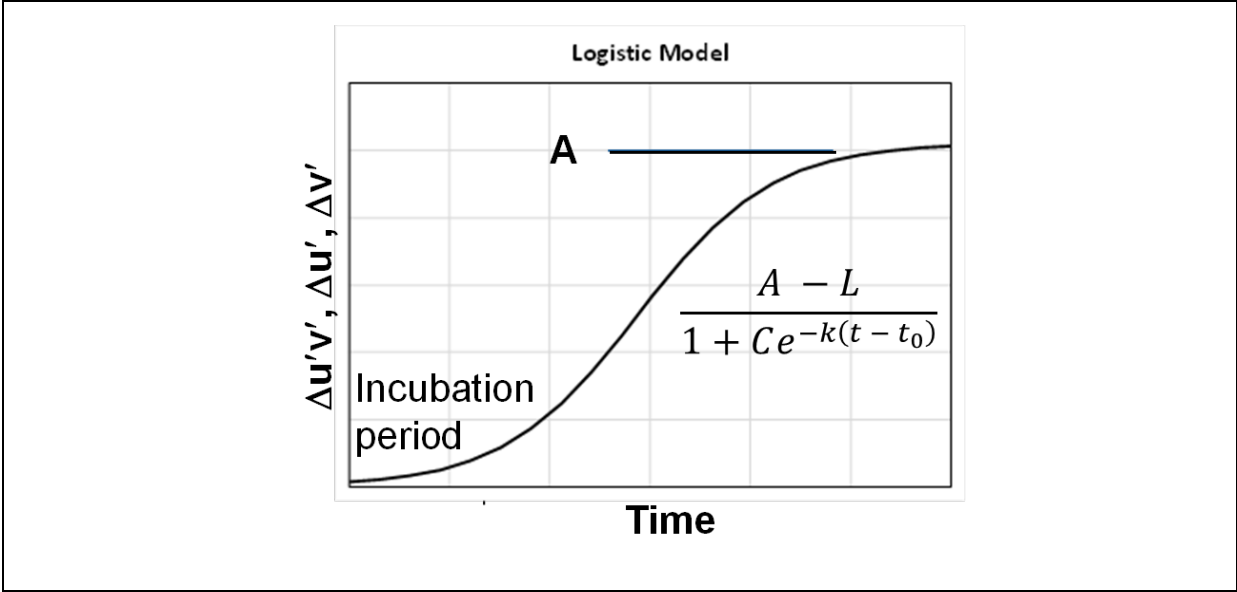 Logistic Model
A
Δu′v′, Δu′, Δv′
A − L
1 + Ce^−k(t − t₀)
Incubation
period
Time